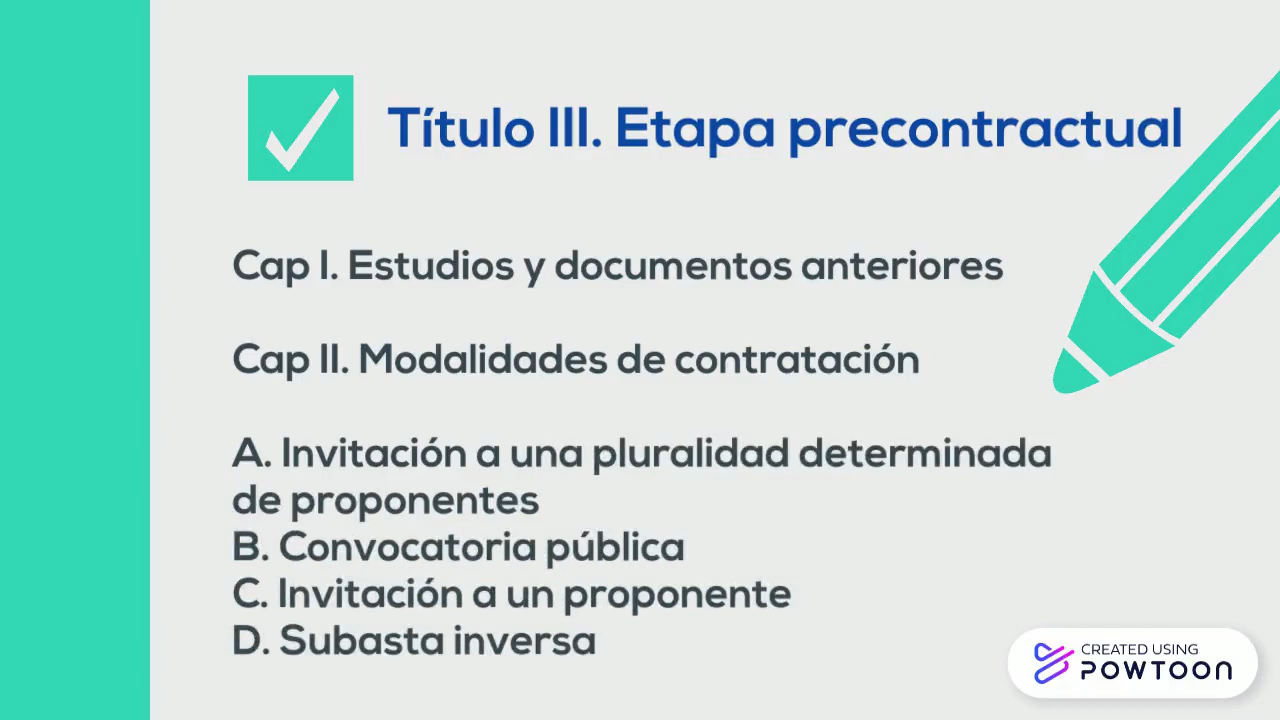 Título III. Etapa precontractual
Cap I. Estudios y documentos anteriores
Cap II. Modalidades de contratación
A. Invitación a una pluralidad determinada
de proponentes
B. Convocatoria pública
C. Invitación a un proponente
D. Subasta inversa
CREATED USING
POWTOON